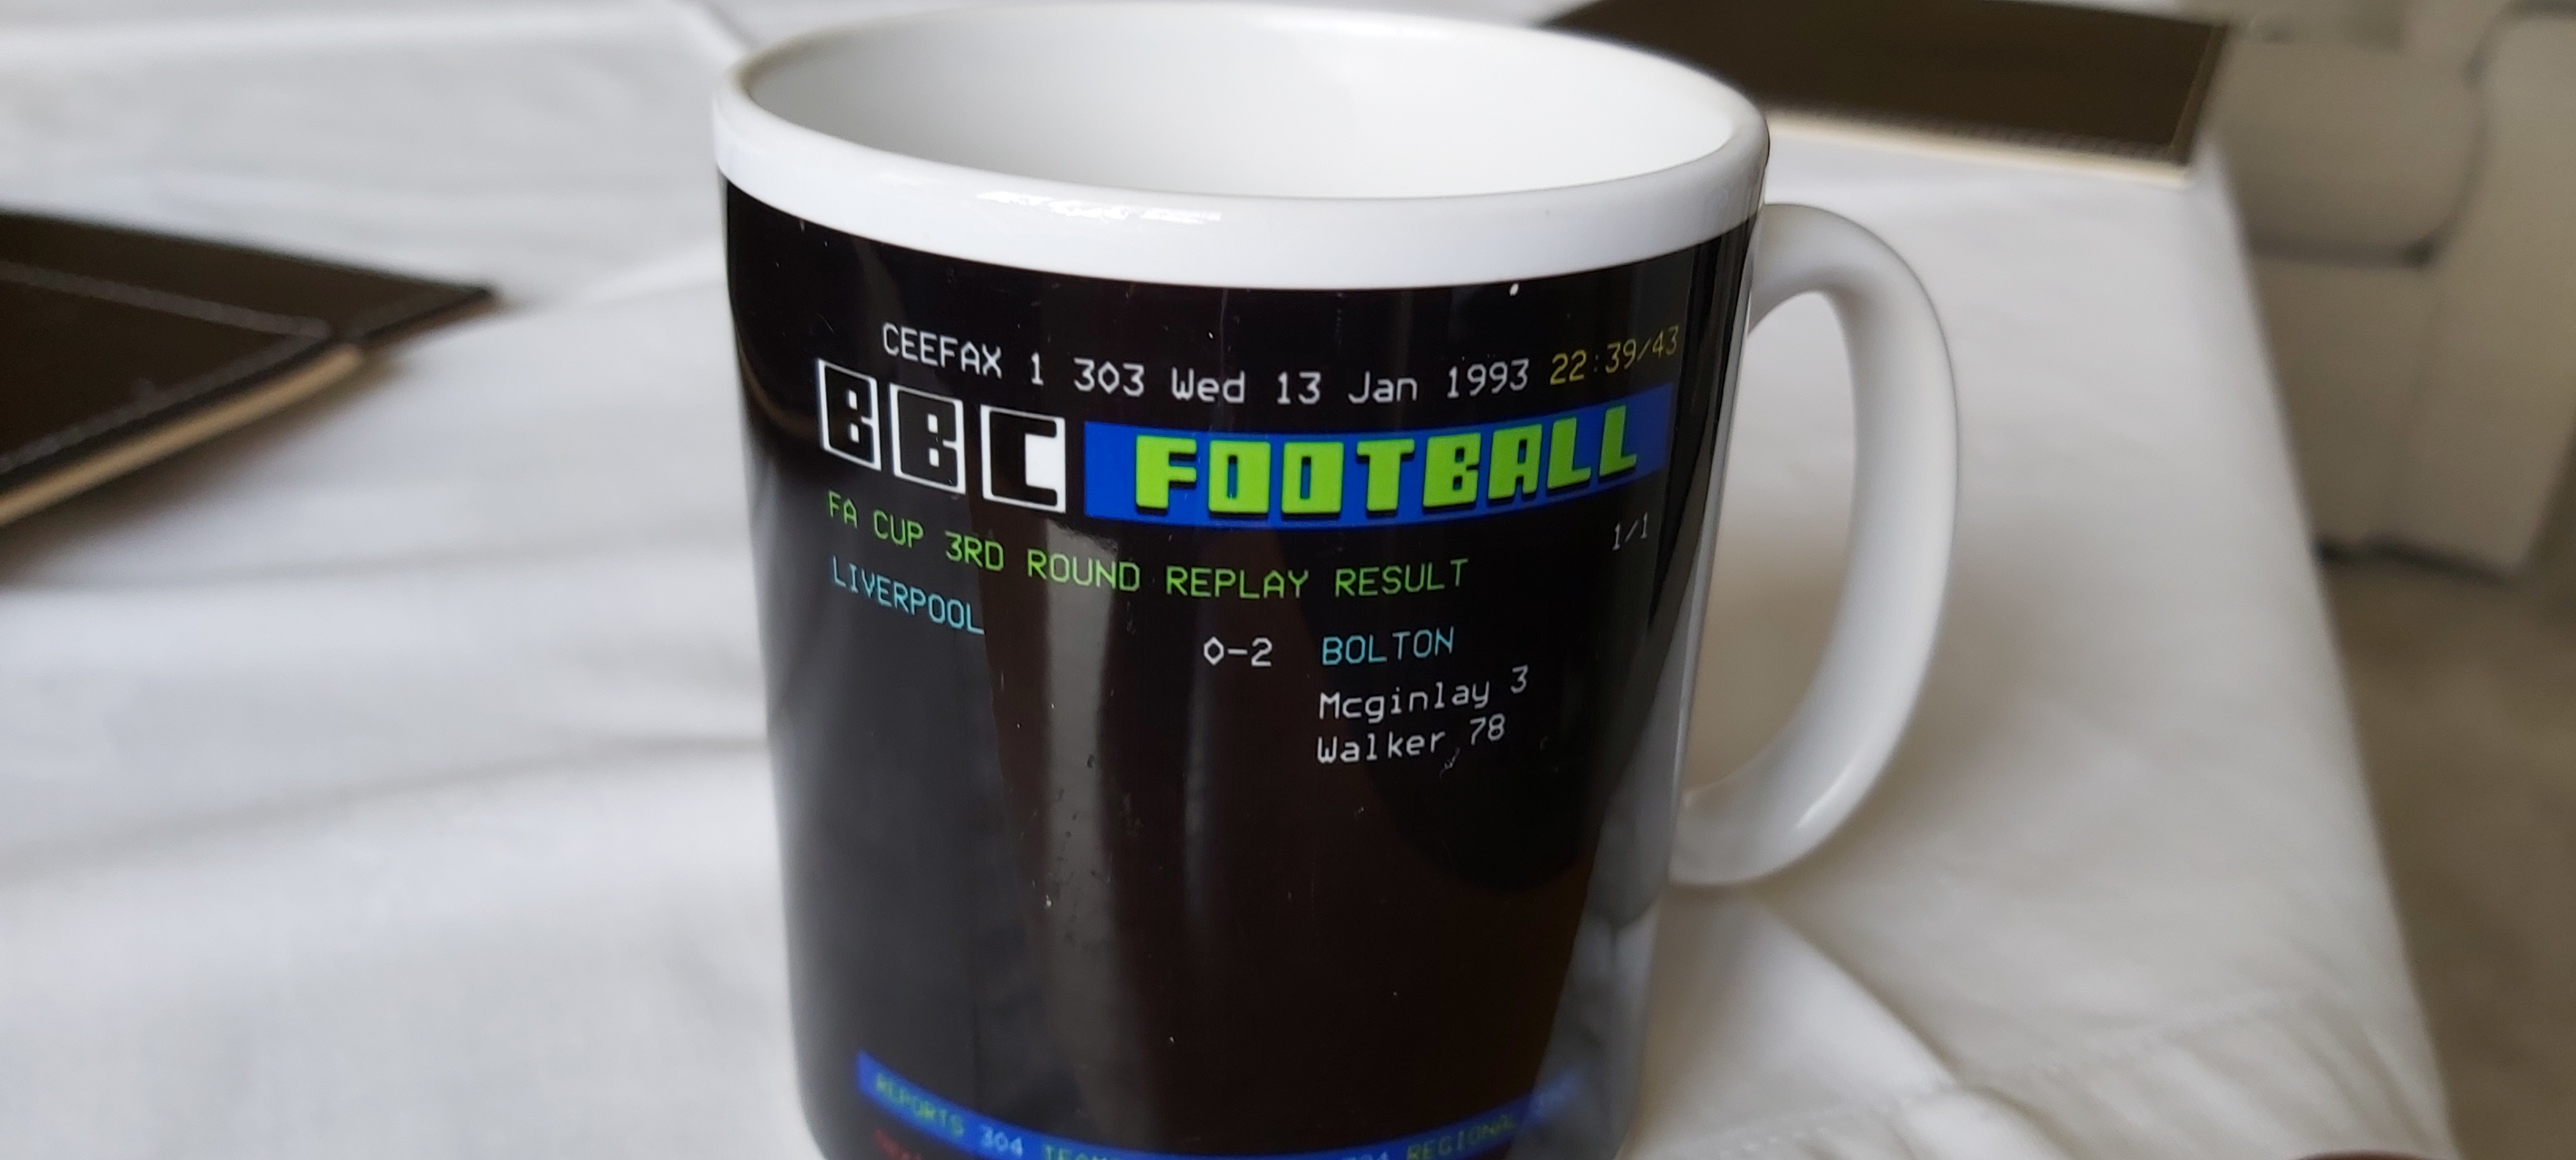 CEEFAX 1 303 Wed 13 Jan 1993 22:39/43
BBC FOOTBALL
1/1
FA CUP 3RD ROUND REPLAY RESULT
LIVERPOOL 0-2 BOLTON
Mcginlay 3
Walker 78
REPORTS 304 REGIONAL